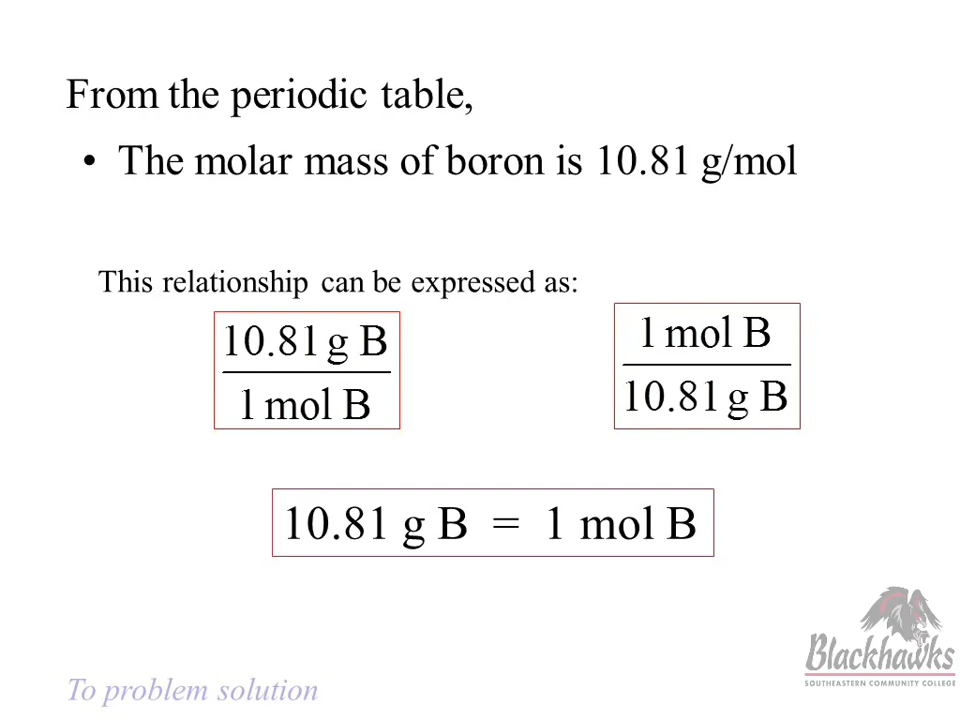 From the periodic table,
• The molar mass of boron is 10.81 g/mol
This relationship can be expressed as:
10.81 g B
1 mol B
1 mol B
10.81 g B
10.81 g B = 1 mol B
Blackhawks
SOUTHEASTERN COMMUNITY COLLEGE
To problem solution